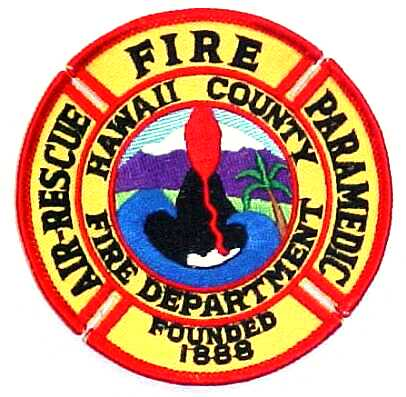 FIRE
AIR-RESCUE
PARAMEDIC
HAWAII COUNTY
FIRE DEPARTMENT
FOUNDED
1888